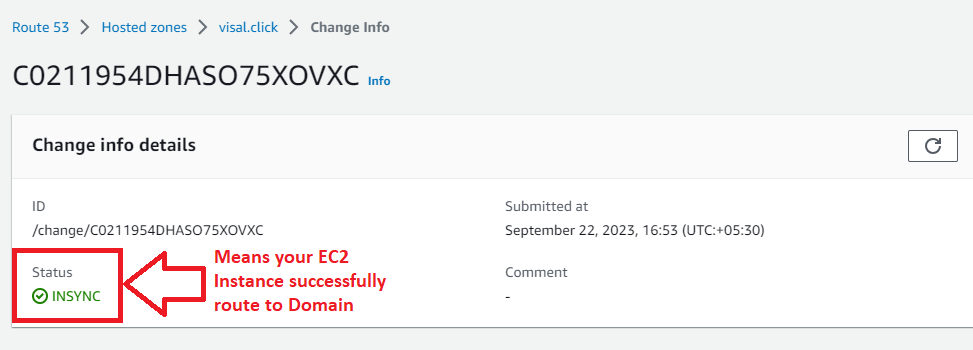 Route 53 > Hosted zones > visal.click > Change Info
C0211954DHASO75XOVXC Info
Change info details
ID
/change/C0211954DHASO75XOVXC
Submitted at
September 22, 2023, 16:53 (UTC+05:30)
Status
INSYNC
Means your EC2
Instance successfully
route to Domain
Comment
-